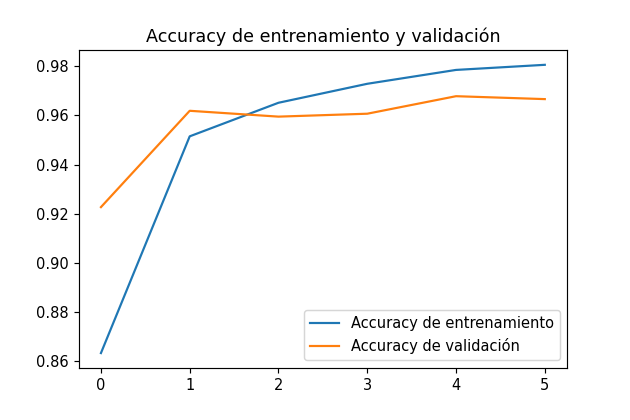 Accuracy de entrenamiento y validación
0.98
0.96
0.94
0.92
0.90
0.88
0.86
Accuracy de entrenamiento
Accuracy de validación
0 1 2 3 4 5